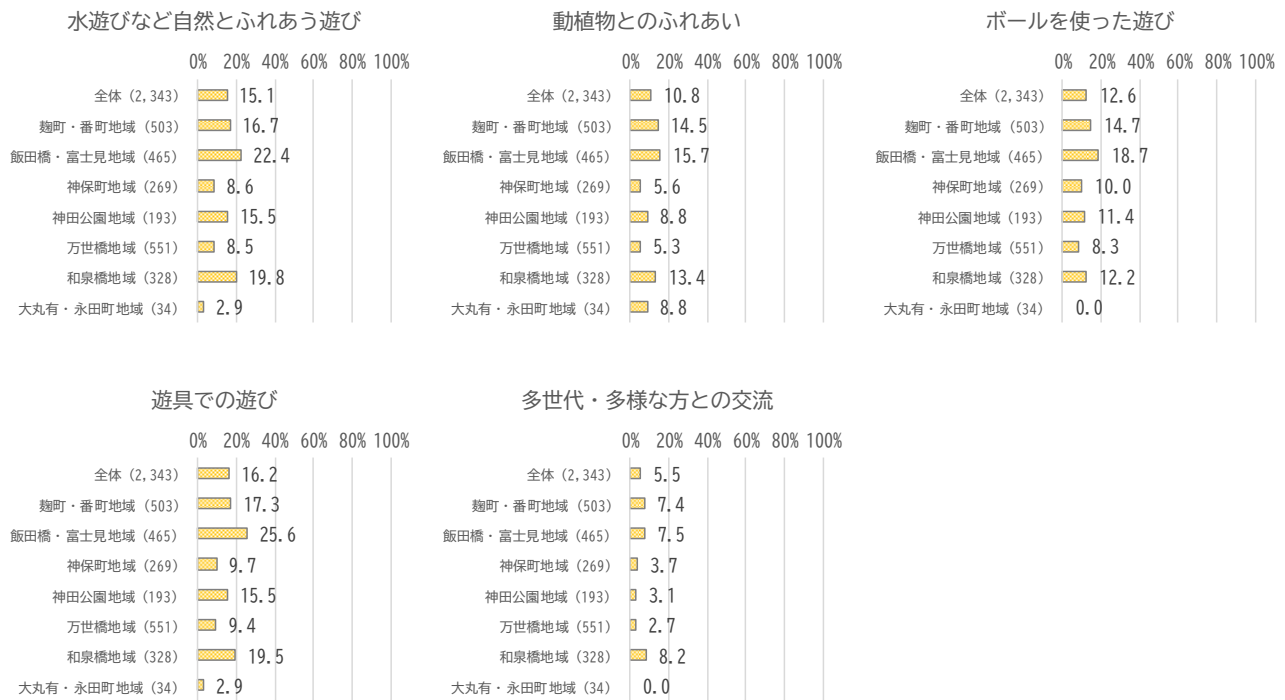 水遊びなど自然とふれあう遊び
0% 20% 40% 60% 80% 100%
全体（2,343） 15.1
麹町・番町地域（503） 16.7
飯田橋・富士見地域（465） 22.4
神保町地域（269） 8.6
神田公園地域（193） 15.5
万世橋地域（551） 8.5
和泉橋地域（328） 19.8
大丸有・永田町地域（34） 2.9
動植物とのふれあい
0% 20% 40% 60% 80% 100%
全体（2,343） 10.8
麹町・番町地域（503） 14.5
飯田橋・富士見地域（465） 15.7
神保町地域（269） 5.6
神田公園地域（193） 8.8
万世橋地域（551） 5.3
和泉橋地域（328） 13.4
大丸有・永田町地域（34） 8.8
ボールを使った遊び
0% 20% 40% 60% 80% 100%
全体（2,343） 12.6
麹町・番町地域（503） 14.7
飯田橋・富士見地域（465） 18.7
神保町地域（269） 10.0
神田公園地域（193） 11.4
万世橋地域（551） 8.3
和泉橋地域（328） 12.2
大丸有・永田町地域（34） 0.0
遊具での遊び
0% 20% 40% 60% 80% 100%
全体（2,343） 16.2
麹町・番町地域（503） 17.3
飯田橋・富士見地域（465） 25.6
神保町地域（269） 9.7
神田公園地域（193） 15.5
万世橋地域（551） 9.4
和泉橋地域（328） 19.5
大丸有・永田町地域（34） 2.9
多世代・多様な方との交流
0% 20% 40% 60% 80% 100%
全体（2,343） 5.5
麹町・番町地域（503） 7.4
飯田橋・富士見地域（465） 7.5
神保町地域（269） 3.7
神田公園地域（193） 3.1
万世橋地域（551） 2.7
和泉橋地域（328） 8.2
大丸有・永田町地域（34） 0.0